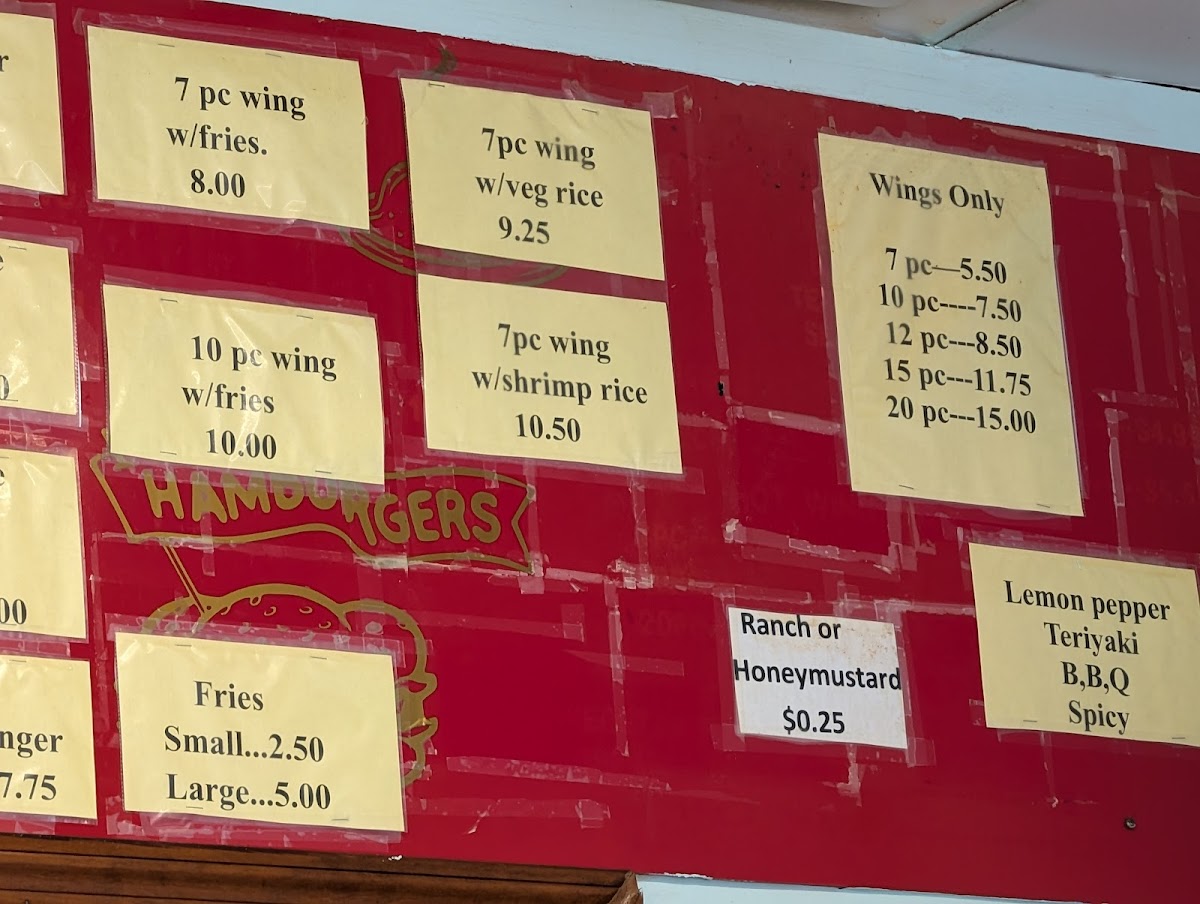 r
7 pc wing
w/fries.
8.00
7pc wing
w/veg rice
9.25
Wings Only
7 pc—5.50
10 pc----7.50
12 pc---8.50
15 pc---11.75
20 pc---15.00
10 pc wing
w/fries
10.00
7pc wing
w/shrimp rice
10.50
HAMBURGERS
00
nger
7.75
Fries
Small...2.50
Large...5.00
Ranch or
Honeymustard
$0.25
Lemon pepper
Teriyaki
B,B,Q
Spicy